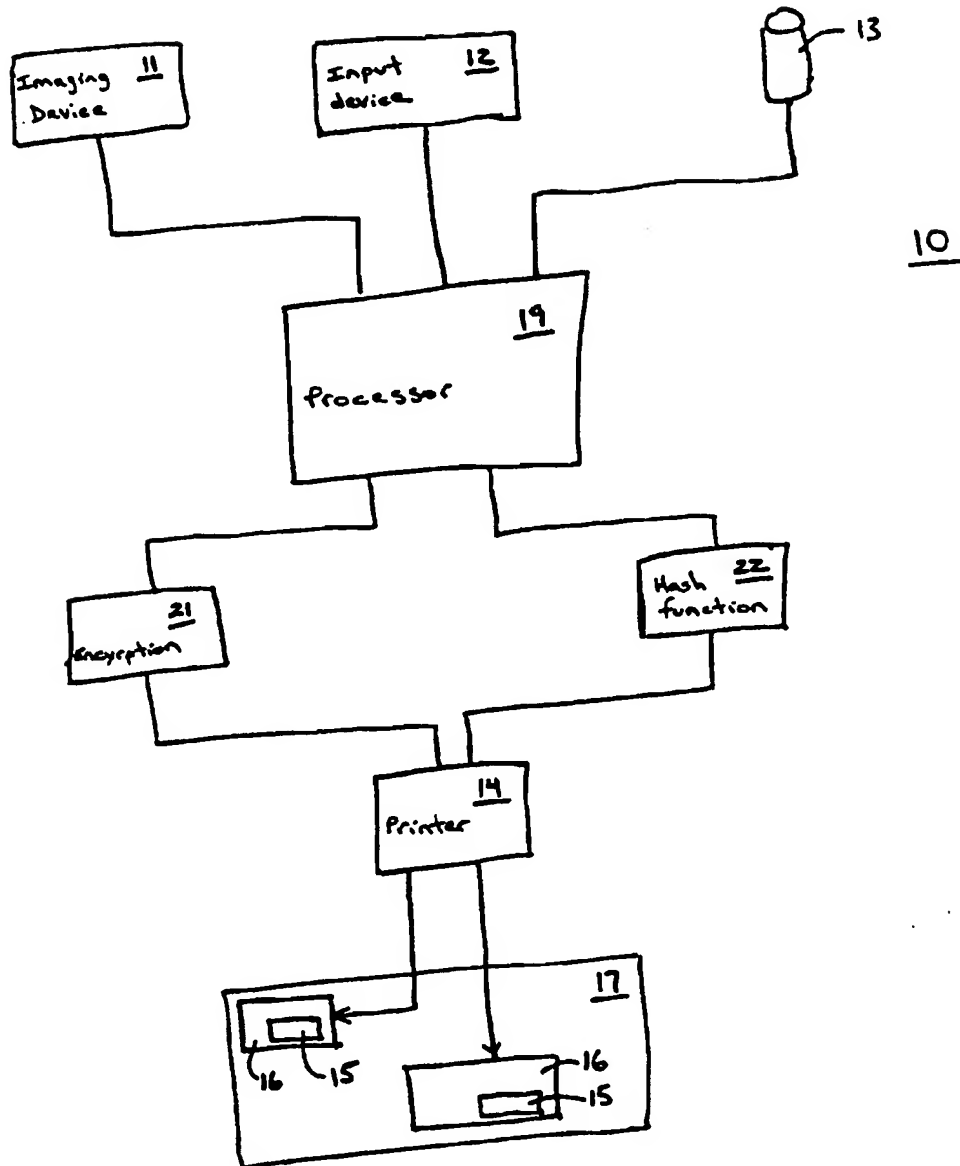 Imaging 11
Device
Input 12
device
13
10
19
Processor
21
Encyrption
Hash 22
function
14
Printer
17
16
15
16
15